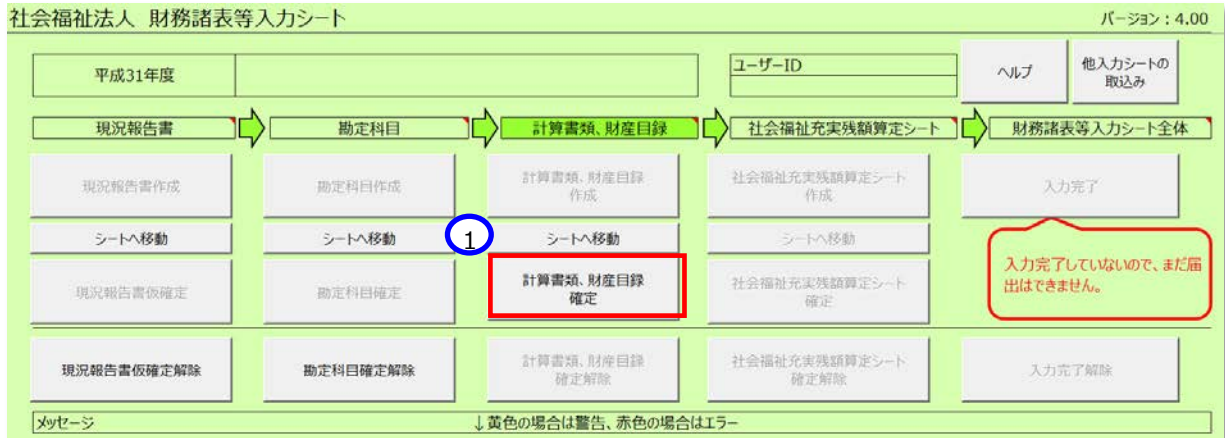 社会福祉法人 財務諸表等入力シート
バージョン：4.00
平成31年度
ユーザーID
ヘルプ
他入力シートの
取込み
現況報告書
勘定科目
計算書類、財産目録
社会福祉充実残額算定シート
財務諸表等入力シート全体
現況報告書作成
勘定科目作成
計算書類、財産目録
作成
社会福祉充実残額算定シート
作成
入力完了
シートへ移動
シートへ移動
1
シートへ移動
シートへ移動
入力完了していないので、まだ届
出はできません。
現況報告書仮確定
勘定科目確定
計算書類、財産目録
確定
社会福祉充実残額算定シート
確定
現況報告書仮確定解除
勘定科目確定解除
計算書類、財産目録
確定解除
社会福祉充実残額算定シート
確定解除
入力完了解除
メッセージ
↓黄色の場合は警告、赤色の場合はエラー